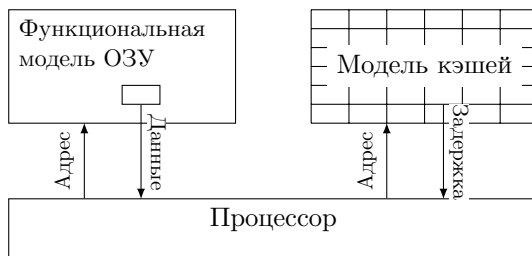 Функциональная
модель ОЗУ
Модель кэшей
Адрес
Данные
Адрес
Задержка
Процессор